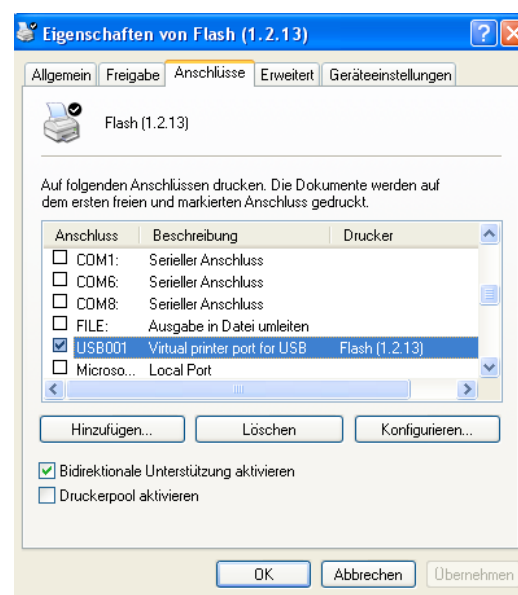 Eigenschaften von Flash (1.2.13)
Allgemein Freigabe Anschlüsse Erweitert Geräteeinstellungen
Flash (1.2.13)
Auf folgenden Anschlüssen drucken. Die Dokumente werden auf
dem ersten freien und markierten Anschluss gedruckt.
Anschluss Beschreibung Drucker
COM1: Serieller Anschluss
COM6: Serieller Anschluss
COM8: Serieller Anschluss
FILE: Ausgabe in Datei umleiten
USB001 Virtual printer port for USB Flash (1.2.13)
Microso... Local Port
Hinzufügen... Löschen Konfigurieren...
Bidirektionale Unterstützung aktivieren
Druckerpool aktivieren
OK Abbrechen Übernehmen